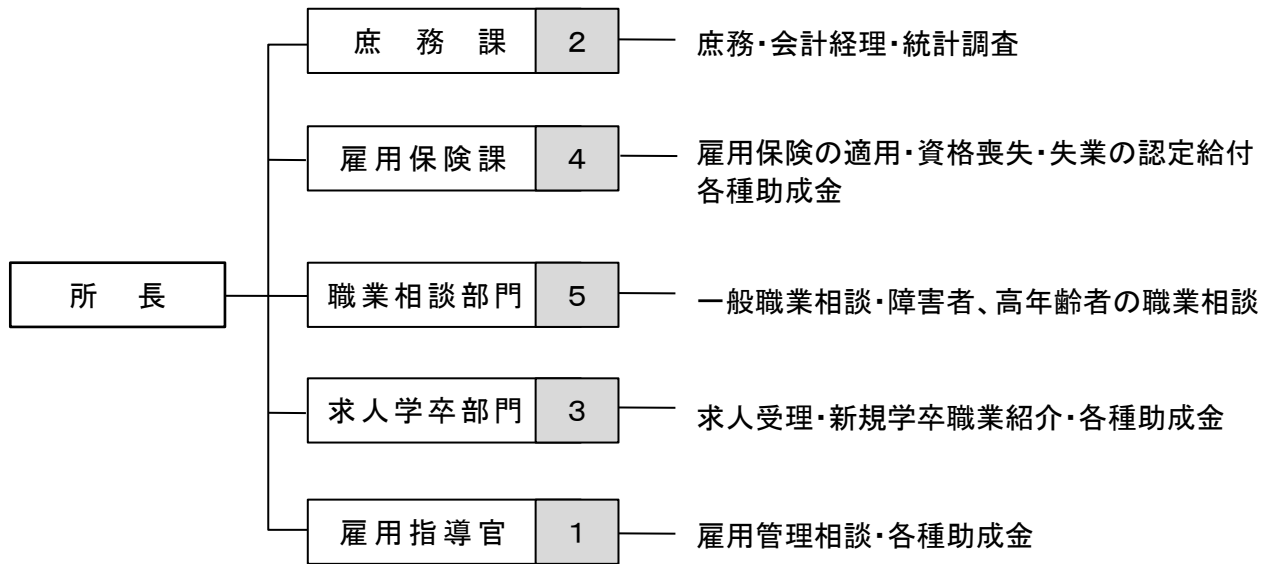 庶務課 2 庶務・会計経理・統計調査
雇用保険課 4 雇用保険の適用・資格喪失・失業の認定給付
各種助成金
所長
職業相談部門 5 一般職業相談・障害者、高年齢者の職業相談
求人学卒部門 3 求人受理・新規学卒職業紹介・各種助成金
雇用指導官 1 雇用管理相談・各種助成金